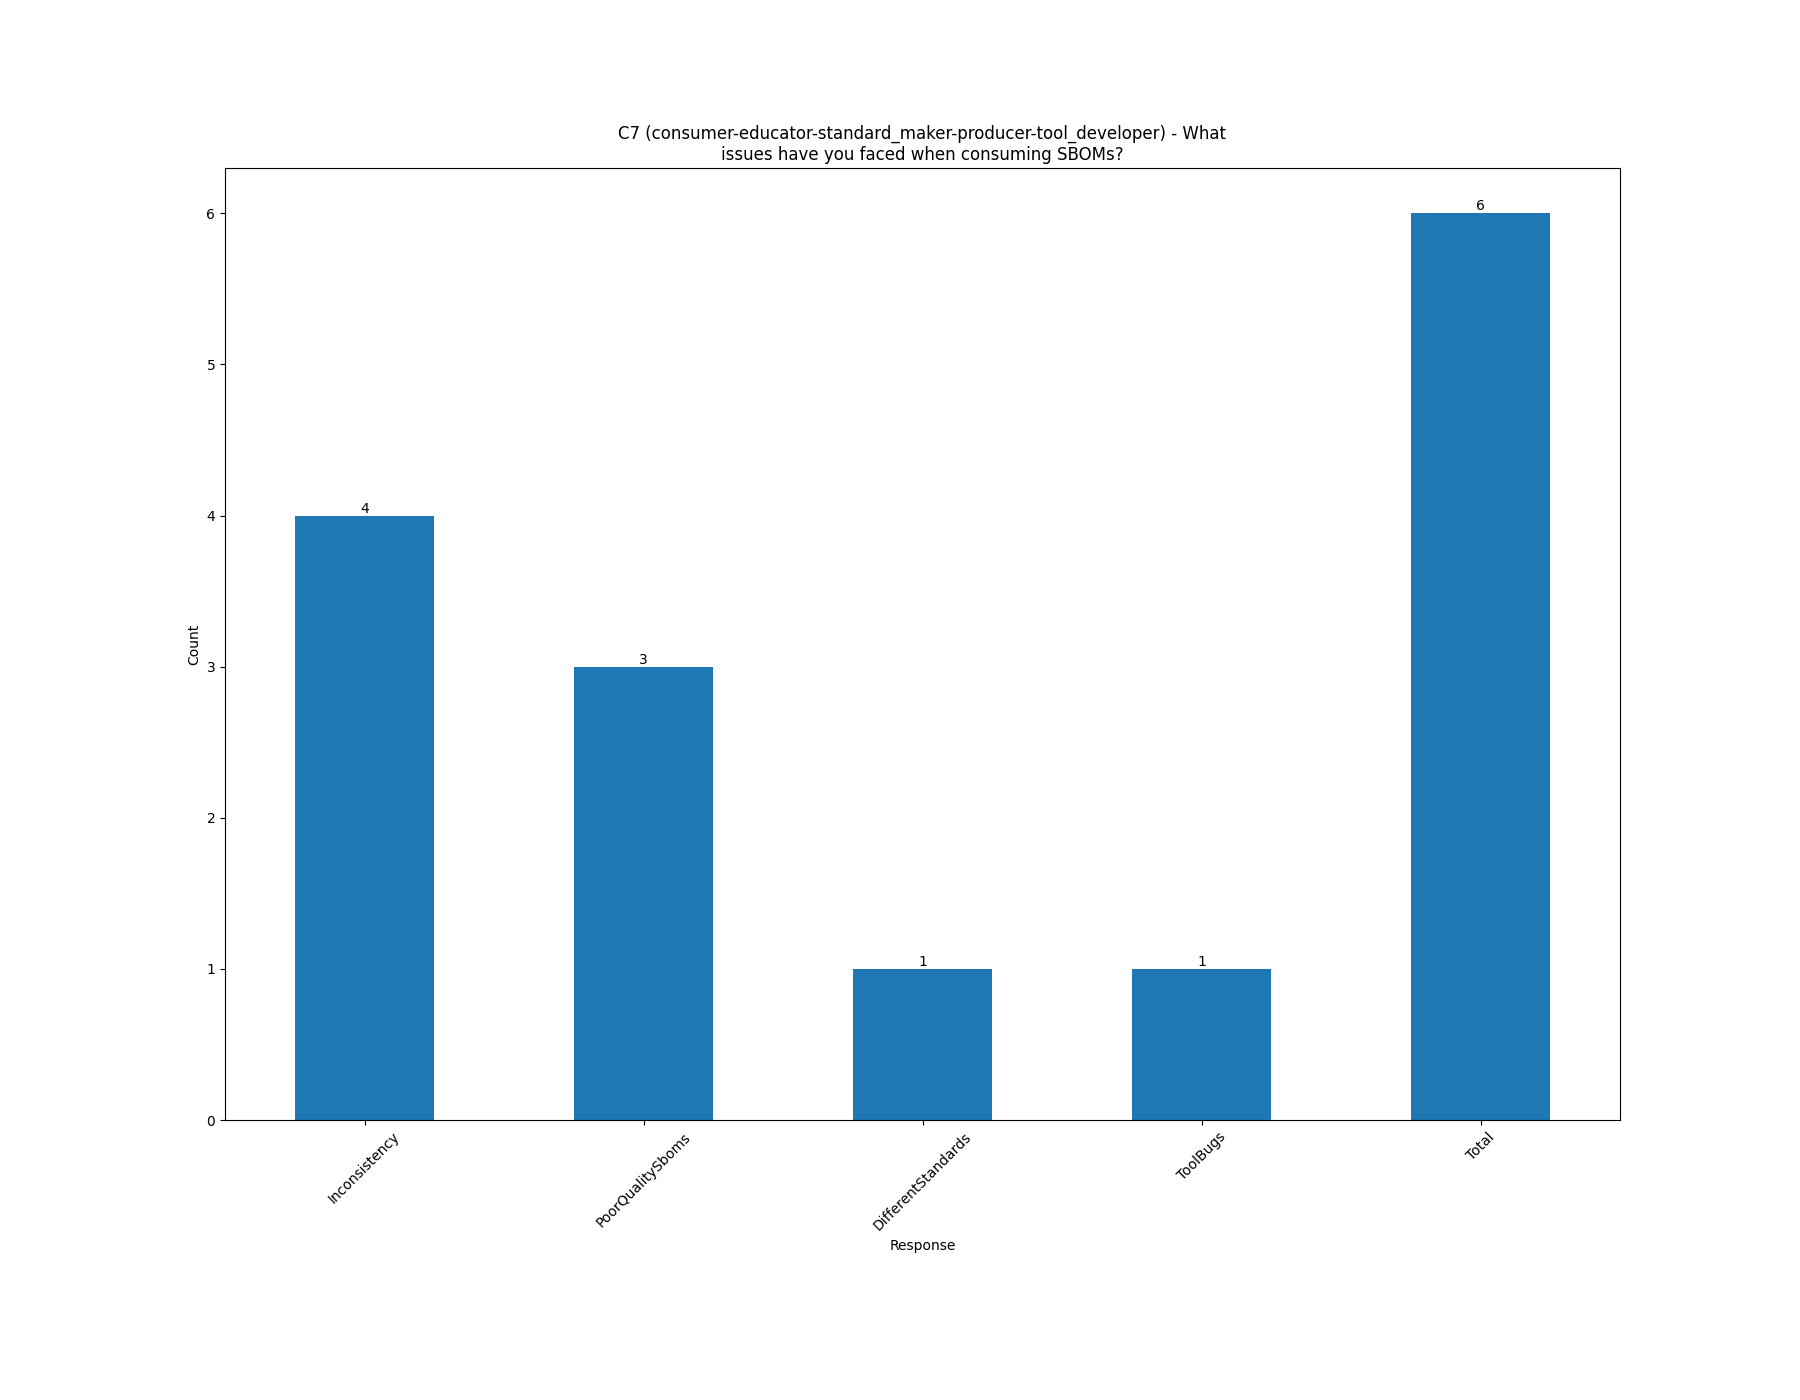 C7 (consumer-educator-standard_maker-producer-tool_developer) - What
issues have you faced when consuming SBOMs?
6
5
4
3
2
1
0
Count
4
3
1
1
6
Inconsistency
PoorQualitySboms
DifferentStandards
ToolBugs
Total
Response